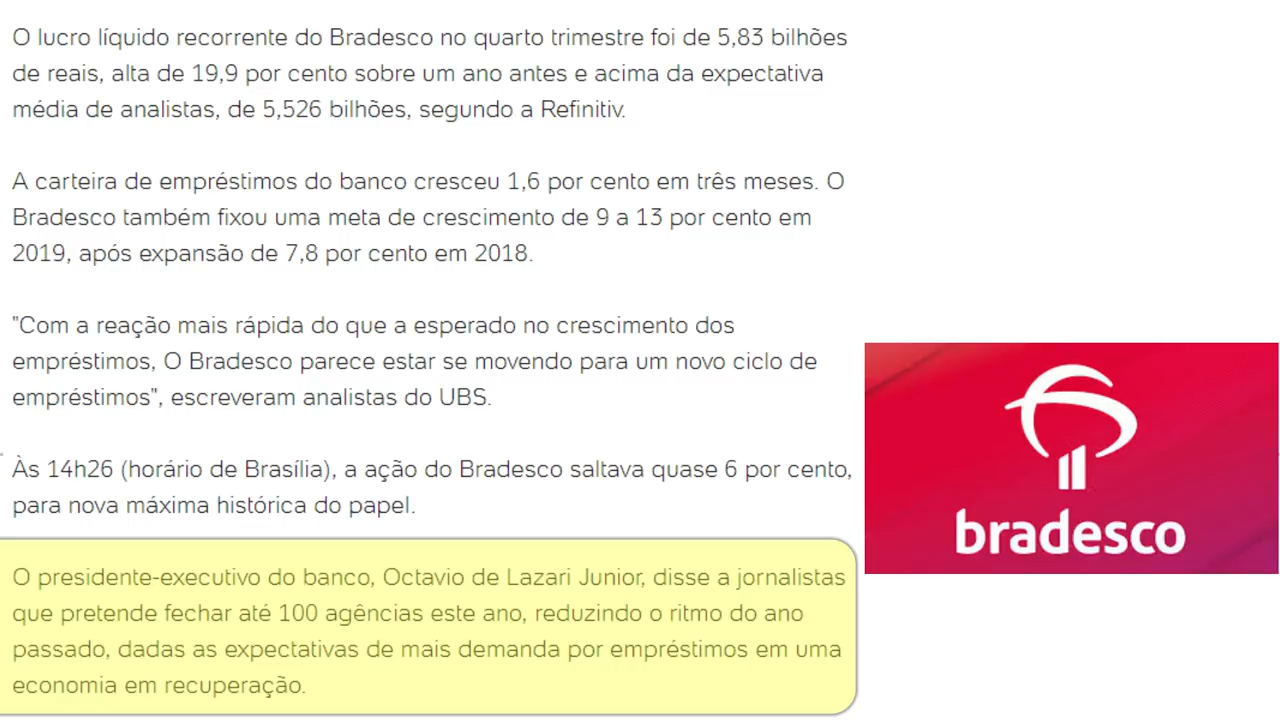 O lucro líquido recorrente do Bradesco no quarto trimestre foi de 5,83 bilhões
de reais, alta de 19,9 por cento sobre um ano antes e acima da expectativa
média de analistas, de 5,526 bilhões, segundo a Refinitiv.
A carteira de empréstimos do banco cresceu 1,6 por cento em três meses. O
Bradesco também fixou uma meta de crescimento de 9 a 13 por cento em
2019, após expansão de 7,8 por cento em 2018.
"Com a reação mais rápida do que a esperado no crescimento dos
empréstimos, O Bradesco parece estar se movendo para um novo ciclo de
empréstimos", escreveram analistas do UBS.
Às 14h26 (horário de Brasília), a ação do Bradesco saltava quase 6 por cento,
para nova máxima histórica do papel.
O presidente-executivo do banco, Octavio de Lazari Junior, disse a jornalistas
que pretende fechar até 100 agências este ano, reduzindo o ritmo do ano
passado, dadas as expectativas de mais demanda por empréstimos em uma
economia em recuperação.
bradesco